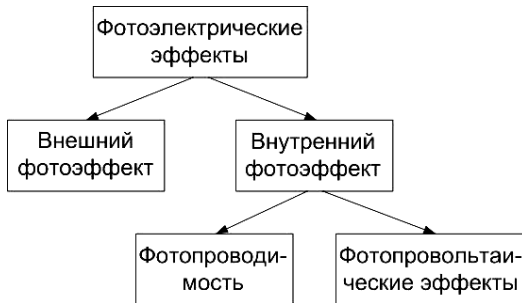 Фотоэлектрические
эффекты
Внешний
фотоэффект
Внутренний
фотоэффект
Фотопроводи-
мость
Фотопровольтаи-
ческие эффекты